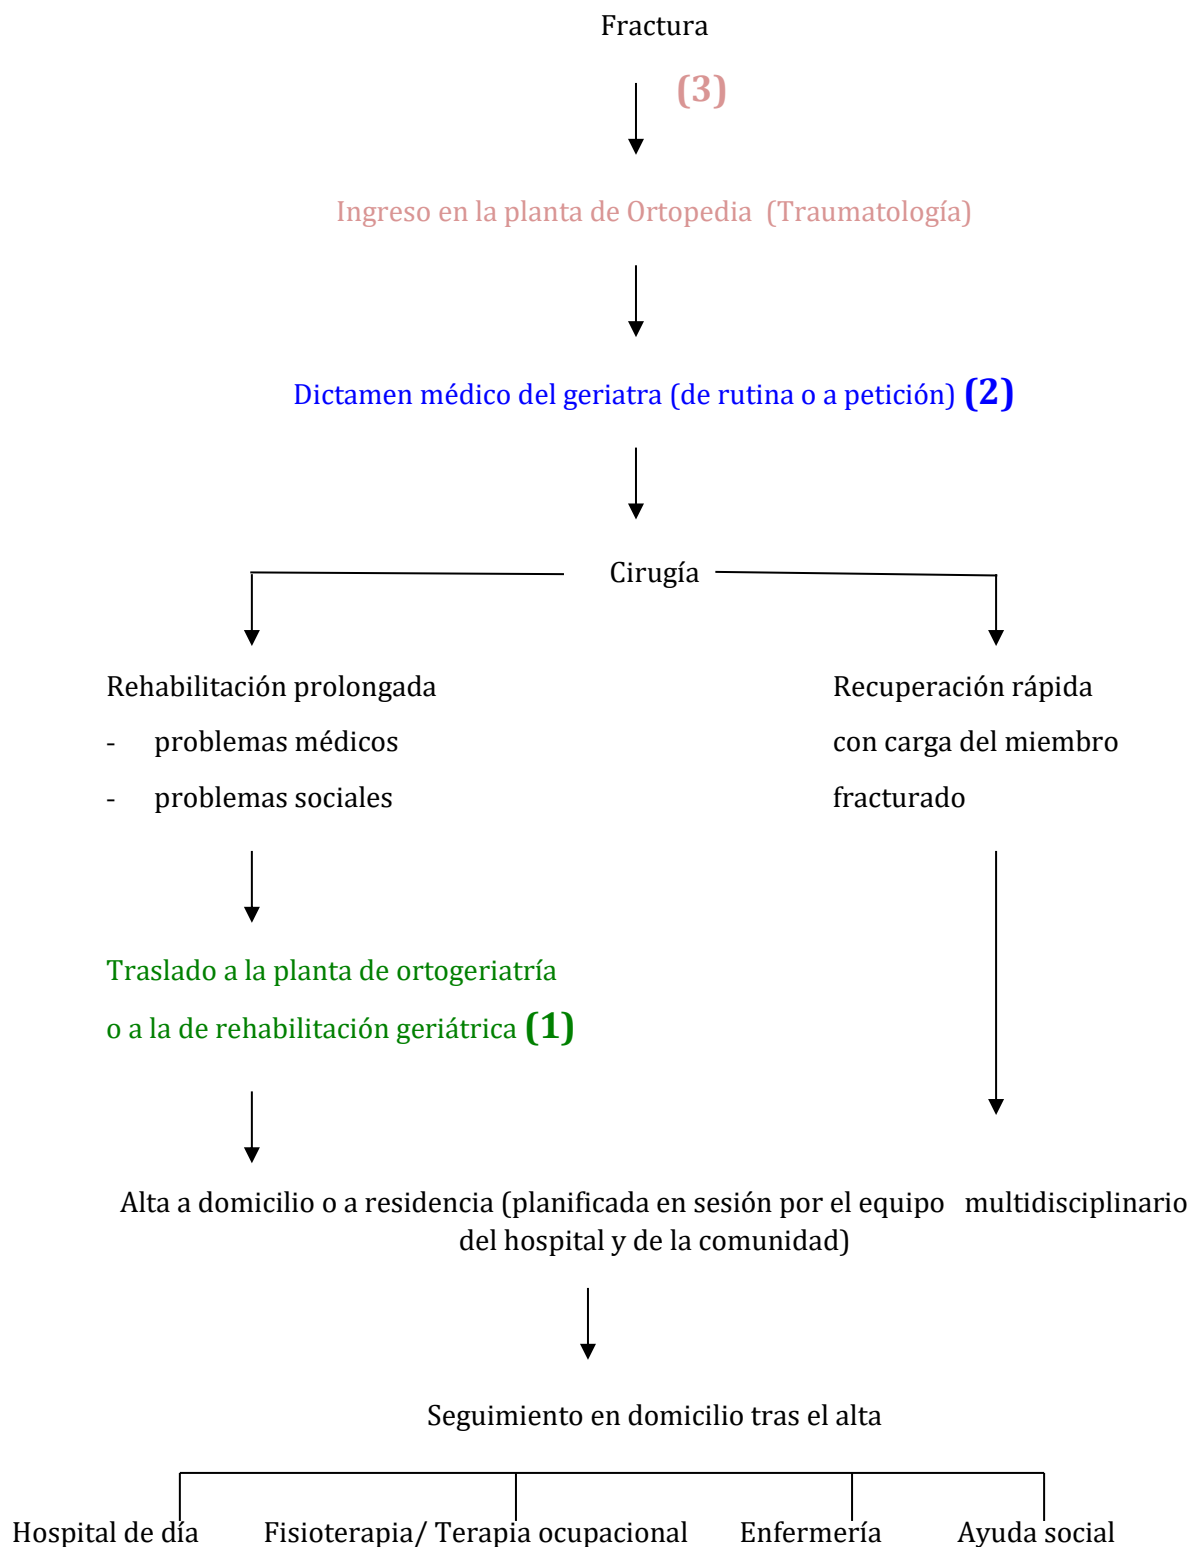 Fractura
(3)
Ingreso en la planta de Ortopedia (Traumatología)
Dictamen médico del geriatra (de rutina o a petición) (2)
Cirugía
Rehabilitación prolongada
- problemas médicos
- problemas sociales
Recuperación rápida
con carga del miembro
fracturado
Traslado a la planta de ortogeriatría
o a la de rehabilitación geriátrica (1)
Alta a domicilio o a residencia (planificada en sesión por el equipo multidisciplinario
del hospital y de la comunidad)
Seguimiento en domicilio tras el alta
Hospital de día
Fisioterapia/ Terapia ocupacional
Enfermería
Ayuda social